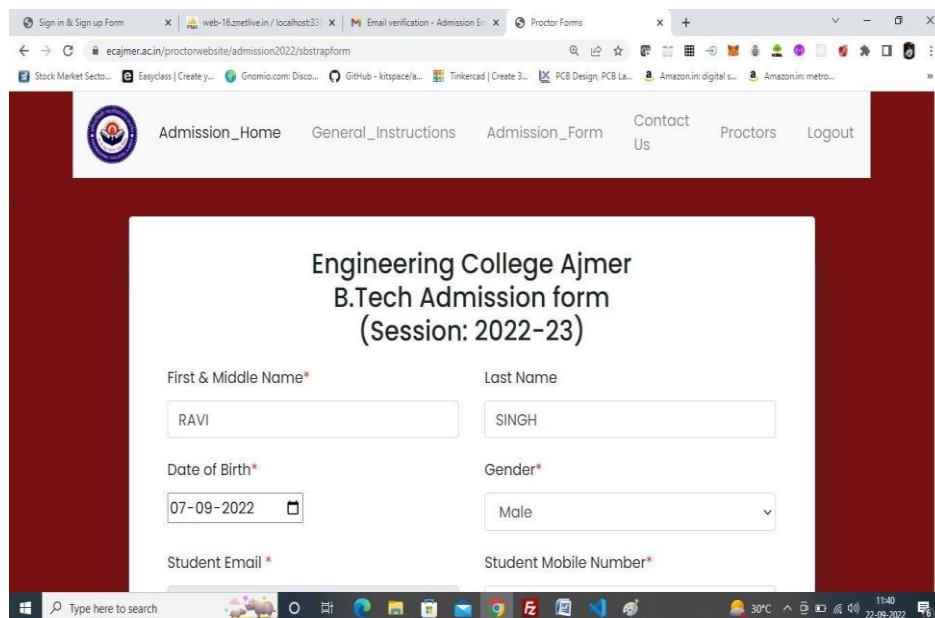 Sign in & Sign up Form
web-16.znetlive.in / localhost:330
Email verification - Admission En
Proctor Forms
ecajmer.ac.in/proctorwebsite/admission2022/sbstrapform
Stock Market Secto...
Easyclass | Create y...
Gnomio.com: Disco...
GitHub - kitspace/a...
Tinkercad | Create 3...
PCB Design, PCB La...
Amazon.in: digital s...
Amazon.in: metro...
Admission_Home
General_Instructions
Admission_Form
Contact
Us
Proctors
Logout
Engineering College Ajmer
B.Tech Admission form
(Session: 2022-23)
First & Middle Name*
Last Name
RAVI
SINGH
Date of Birth*
Gender*
07-09-2022
Male
Student Email *
Student Mobile Number*
Type here to search
30°C
11:40
22-09-2022